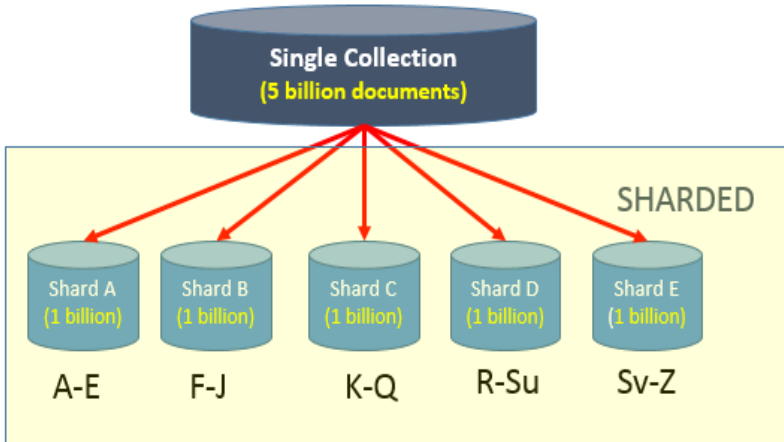 Single Collection
(5 billion documents)
SHARDED
Shard A
(1 billion)
Shard B
(1 billion)
Shard C
(1 billion)
Shard D
(1 billion)
Shard E
(1 billion)
A-E
F-J
K-Q
R-Su
Sv-Z